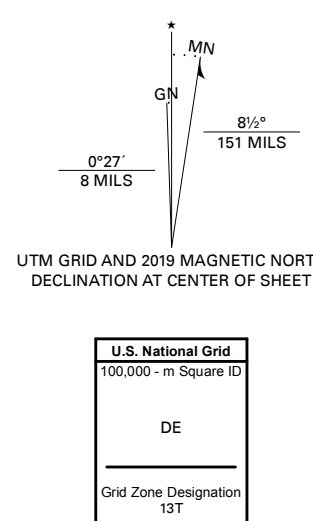 ★
MN
GN
8½°
151 MILS
0°27´
8 MILS
UTM GRID AND 2019 MAGNETIC NORT
DECLINATION AT CENTER OF SHEET
U.S. National Grid
100,000 - m Square ID
DE
Grid Zone Designation
13T